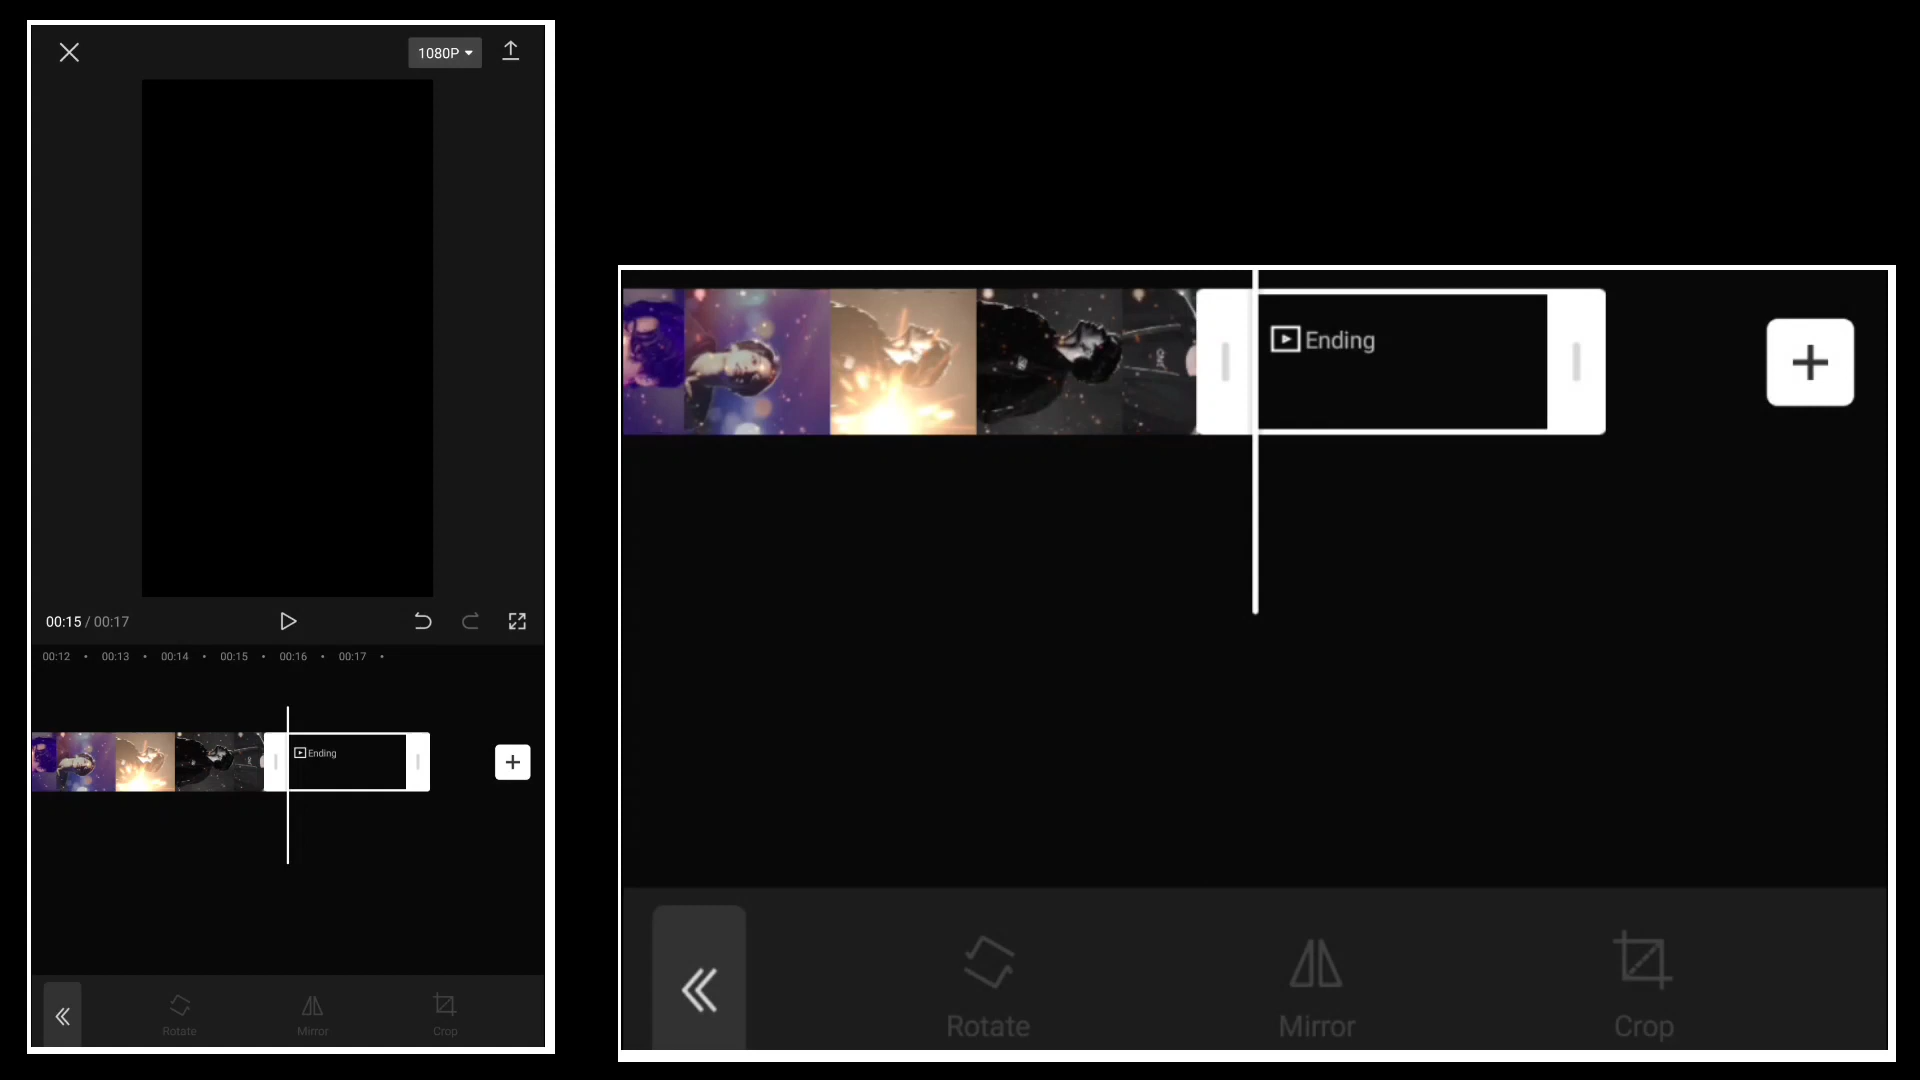 1080P
00:15 / 00:17
00:12 00:13 00:14 00:15 00:16 00:17
Ending
Rotate Mirror Crop
Ending
Rotate Mirror Crop